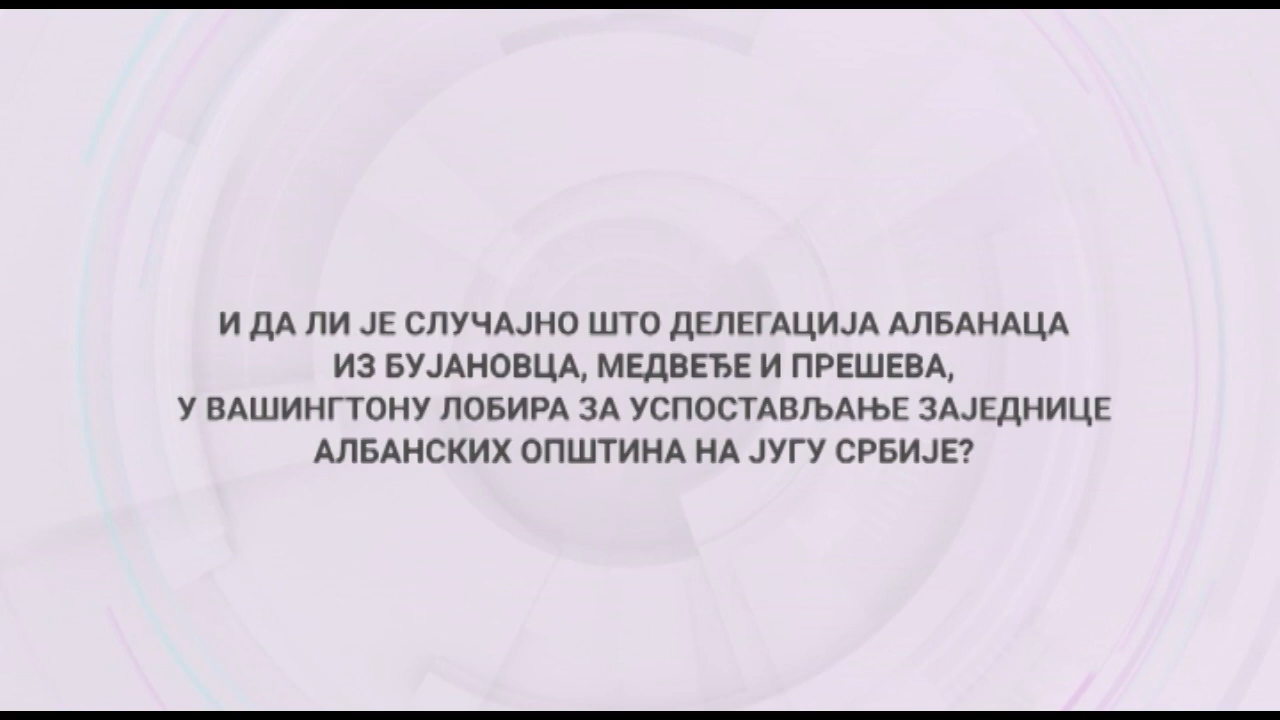 И ДА ЛИ ЈЕ СЛУЧАЈНО ШТО ДЕЛЕГАЦИЈА АЛБАНАЦА
ИЗ БУЈАНОВЦА, МЕДВЕЂЕ И ПРЕШЕВА,
У ВАШИНГТОНУ ЛОБИРА ЗА УСПОСТАВЉАЊЕ ЗАЈЕДНИЦЕ
АЛБАНСКИХ ОПШТИНА НА ЈУГУ СРБИЈЕ?